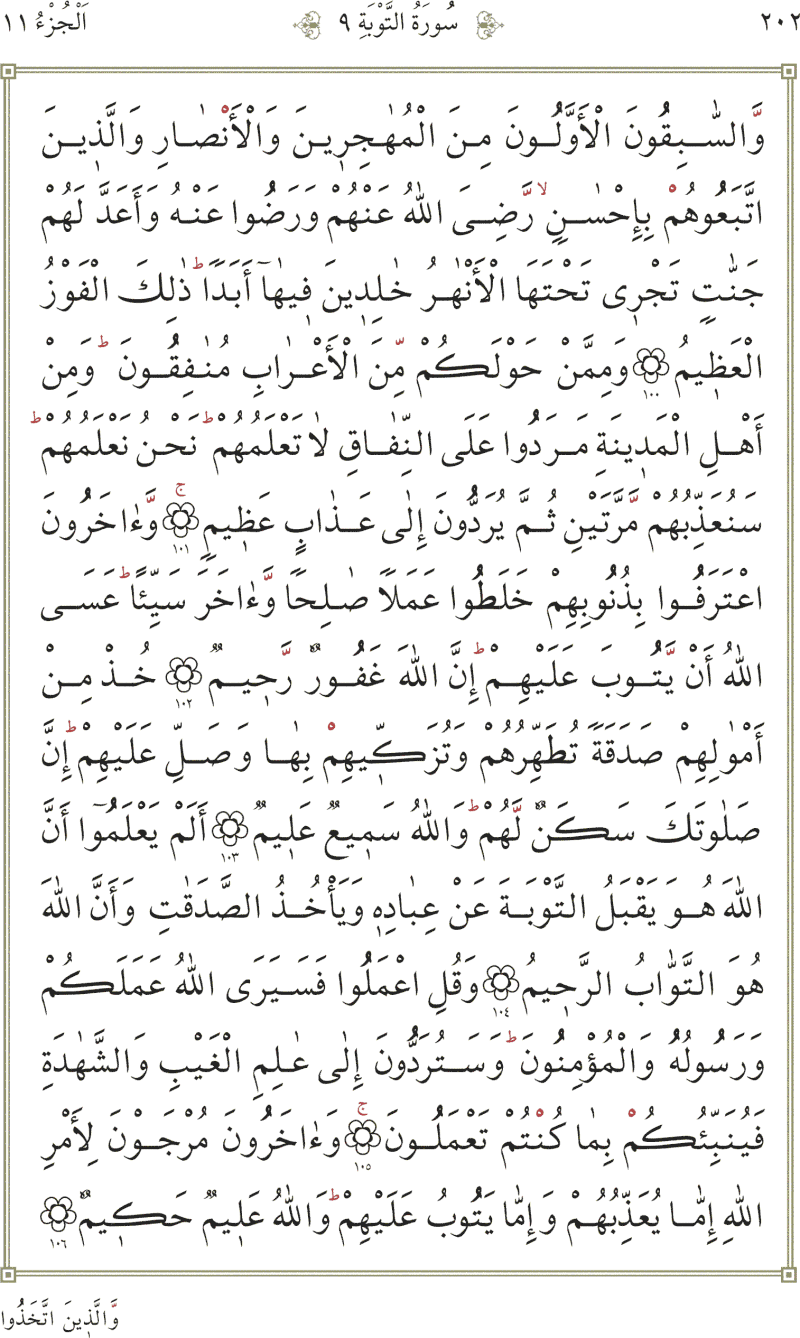 ٢٠٢ سُورَةُ التَّوْبَةِ ٩ اَلْجُزْءُ ١١
وَّالسّٰبِقُونَ الْأَوَّلُونَ مِنَ الْمُهٰجِرِينَ وَالْأَنْصٰارِ وَالَّذِينَ
اتَّبَعُوهُمْ بِإِحْسٰنٍ ۙ رَّضِىَ اللّٰهُ عَنْهُمْ وَرَضُوا عَنْهُ وَأَعَدَّ لَهُمْ
جَنّٰتٍ تَجْرِى تَحْتَهَا الْأَنْهٰرُ خٰلِدِينَ فِيهٰآ أَبَدًا ؕ ذٰلِكَ الْفَوْزُ
الْعَظِيمُ ۝١٠٠ وَمِمَّنْ حَوْلَكُمْ مِّنَ الْأَعْرٰابِ مُنٰفِقُونَ ؕ وَمِنْ
أَهْلِ الْمَدِينَةِ مَرَدُوا عَلَى النِّفٰاقِ لٰا تَعْلَمُهُمْ ؕ نَحْنُ نَعْلَمُهُمْ ؕ
سَنُعَذِّبُهُمْ مَّرَّتَيْنِ ثُمَّ يُرَدُّونَ إِلٰى عَذٰابٍ عَظِيمٍ ۝١٠١ ۚ وَّءٰاخَرُونَ
اعْتَرَفُوا بِذُنُوبِهِمْ خَلَطُوا عَمَلًا صٰلِحًا وَّءٰاخَرَ سَيِّئًا ؕ عَسَى
اللّٰهُ أَنْ يَّتُوبَ عَلَيْهِمْ ؕ إِنَّ اللّٰهَ غَفُورٌ رَّحِيمٌ ۝١٠٢ خُذْ مِنْ
أَمْوٰلِهِمْ صَدَقَةً تُطَهِّرُهُمْ وَتُزَكِّيهِمْ بِهٰا وَصَلِّ عَلَيْهِمْ ؕ إِنَّ
صَلٰوتَكَ سَكَنٌ لَّهُمْ ؕ وَاللّٰهُ سَمِيعٌ عَلِيمٌ ۝١٠٣ أَلَمْ يَعْلَمُوٓا أَنَّ
اللّٰهَ هُوَ يَقْبَلُ التَّوْبَةَ عَنْ عِبٰادِهٖ وَيَأْخُذُ الصَّدَقٰتِ وَأَنَّ اللّٰهَ
هُوَ التَّوّٰابُ الرَّحِيمُ ۝١٠٤ وَقُلِ اعْمَلُوا فَسَيَرَى اللّٰهُ عَمَلَكُمْ
وَرَسُولُهُ وَالْمُؤْمِنُونَ ؕ وَسَتُرَدُّونَ إِلٰى عٰلِمِ الْغَيْبِ وَالشَّهٰدَةِ
فَيُنَبِّئُكُمْ بِمٰا كُنْتُمْ تَعْمَلُونَ ۝١٠٥ ۚ وَءٰاخَرُونَ مُرْجَوْنَ لِأَمْرِ
اللّٰهِ إِمّٰا يُعَذِّبُهُمْ وَإِمّٰا يَتُوبُ عَلَيْهِمْ ؕ وَاللّٰهُ عَلِيمٌ حَكِيمٌ ۝١٠٦
وَّالَّذِينَ اتَّخَذُوا